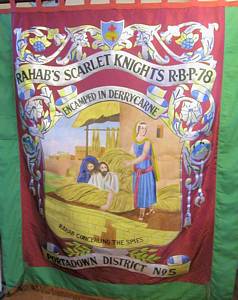 RAHAB'S SCARLET KNIGHTS R·B·P·78
ENCAMPED IN DERRYCARNE
RAHAB CONCEALING THE SPIES
PORTADOWN DISTRICT No 5